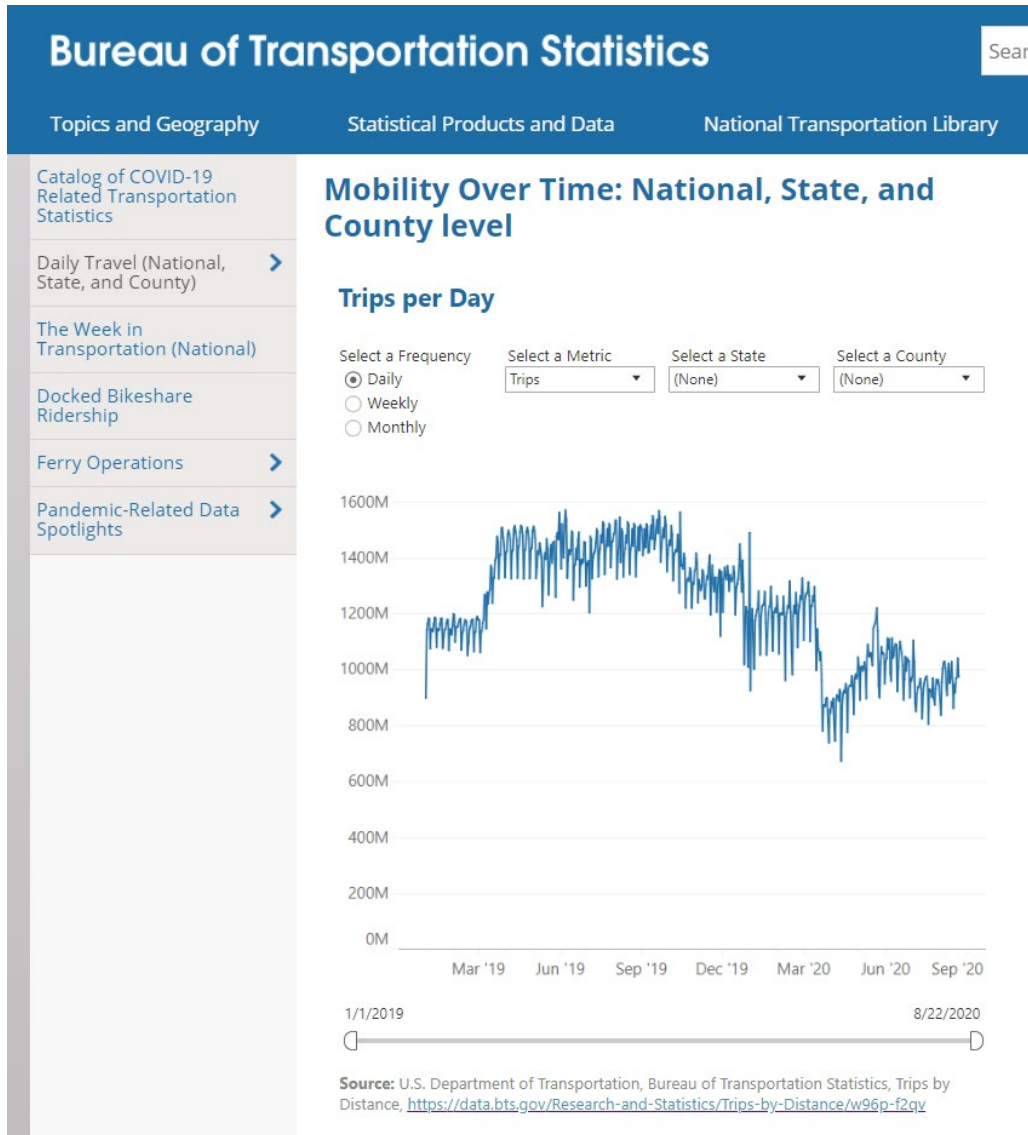 Bureau of Transportation Statistics
Sear
Topics and Geography
Statistical Products and Data
National Transportation Library
Catalog of COVID-19
Related Transportation
Statistics
Daily Travel (National,
State, and County)
The Week in
Transportation (National)
Docked Bikeshare
Ridership
Ferry Operations
Pandemic-Related Data
Spotlights
Mobility Over Time: National, State, and
County level
Trips per Day
Select a Frequency
Daily
Weekly
Monthly
Select a Metric
Trips
Select a State
(None)
Select a County
(None)
1600M
1400M
1200M
1000M
800M
600M
400M
200M
0M
Mar '19
Jun '19
Sep '19
Dec '19
Mar '20
Jun '20
Sep '20
1/1/2019
8/22/2020
Source: U.S. Department of Transportation, Bureau of Transportation Statistics, Trips by
Distance, https://data.bts.gov/Research-and-Statistics/Trips-by-Distance/w96p-f2qv